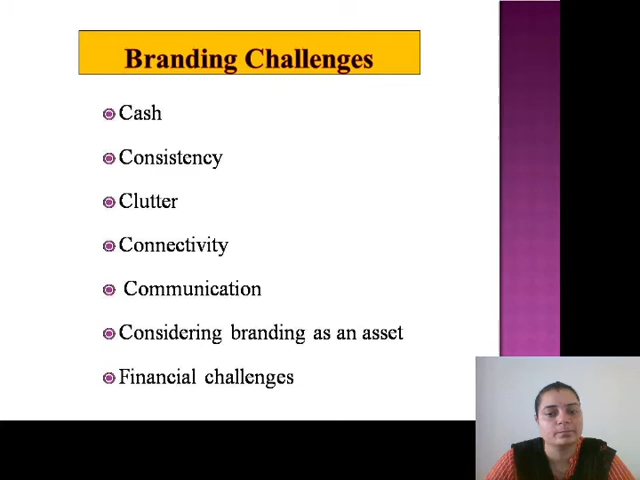 Branding Challenges
Cash
Consistency
Clutter
Connectivity
Communication
Considering branding as an asset
Financial challenges